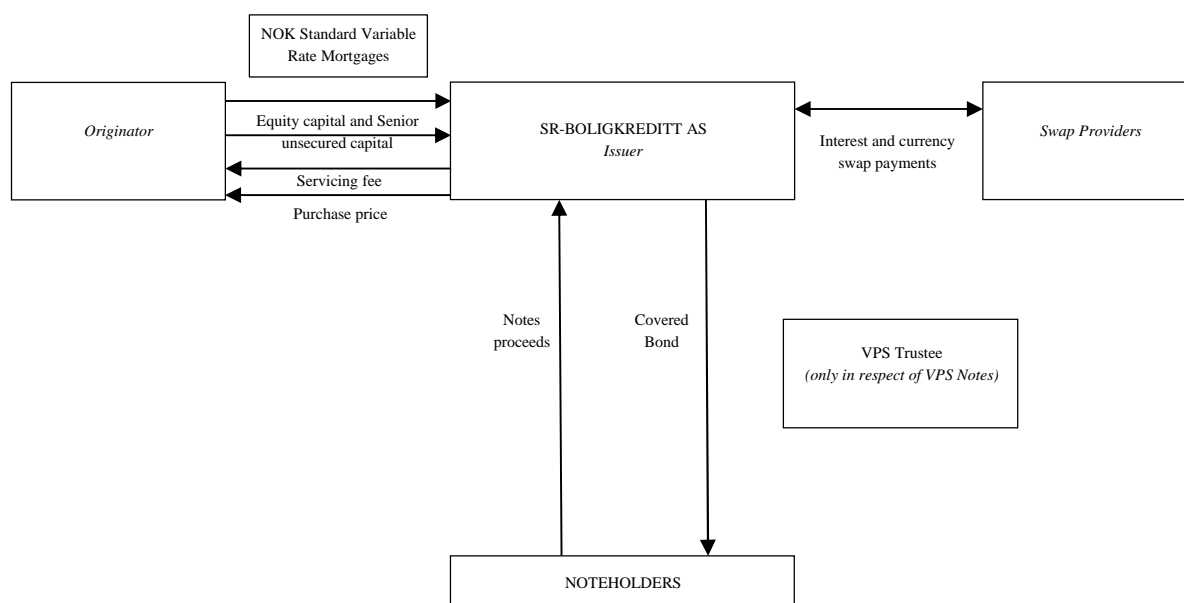 NOK Standard Variable
Rate Mortgages
Originator
Equity capital and Senior
unsecured capital
Servicing fee
Purchase price
SR-BOLIGKREDITT AS
Issuer
Interest and currency
swap payments
Swap Providers
Notes
proceeds
Covered
Bond
VPS Trustee
(only in respect of VPS Notes)
NOTEHOLDERS